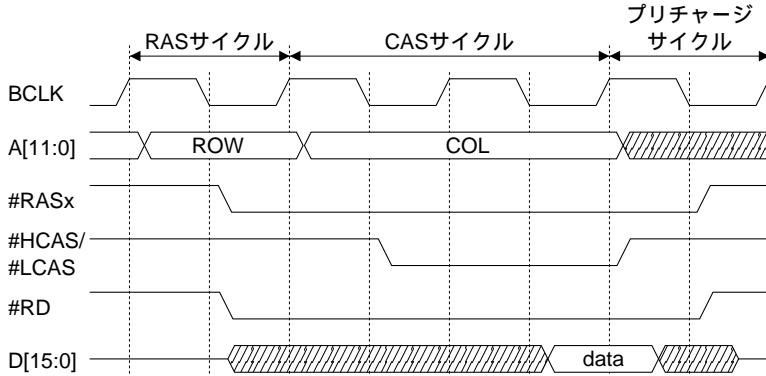 プリチャージ
RASサイクル
CASサイクル
サイクル
BCLK
A[11:0]
ROW
COL
#RASx
#HCAS/
#LCAS
#RD
D[15:0]
data